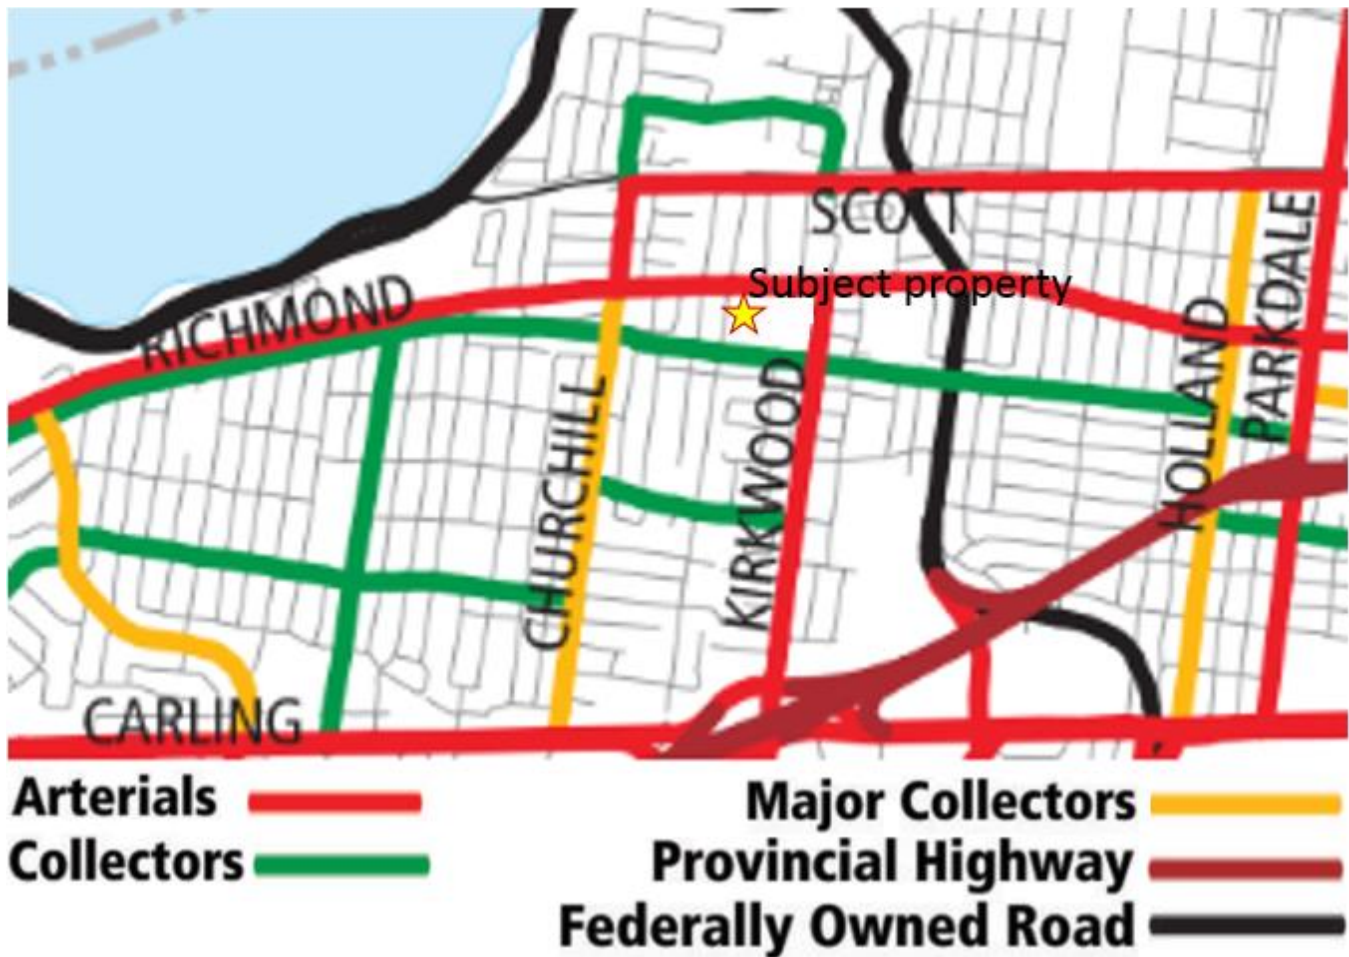 SCOTT
PARKDALE
Subject property
RICHMOND
HOLLAND
CHURCHILL
KIRKWOOD
CARLING
Arterials
Major Collectors
Collectors
Provincial Highway
Federally Owned Road